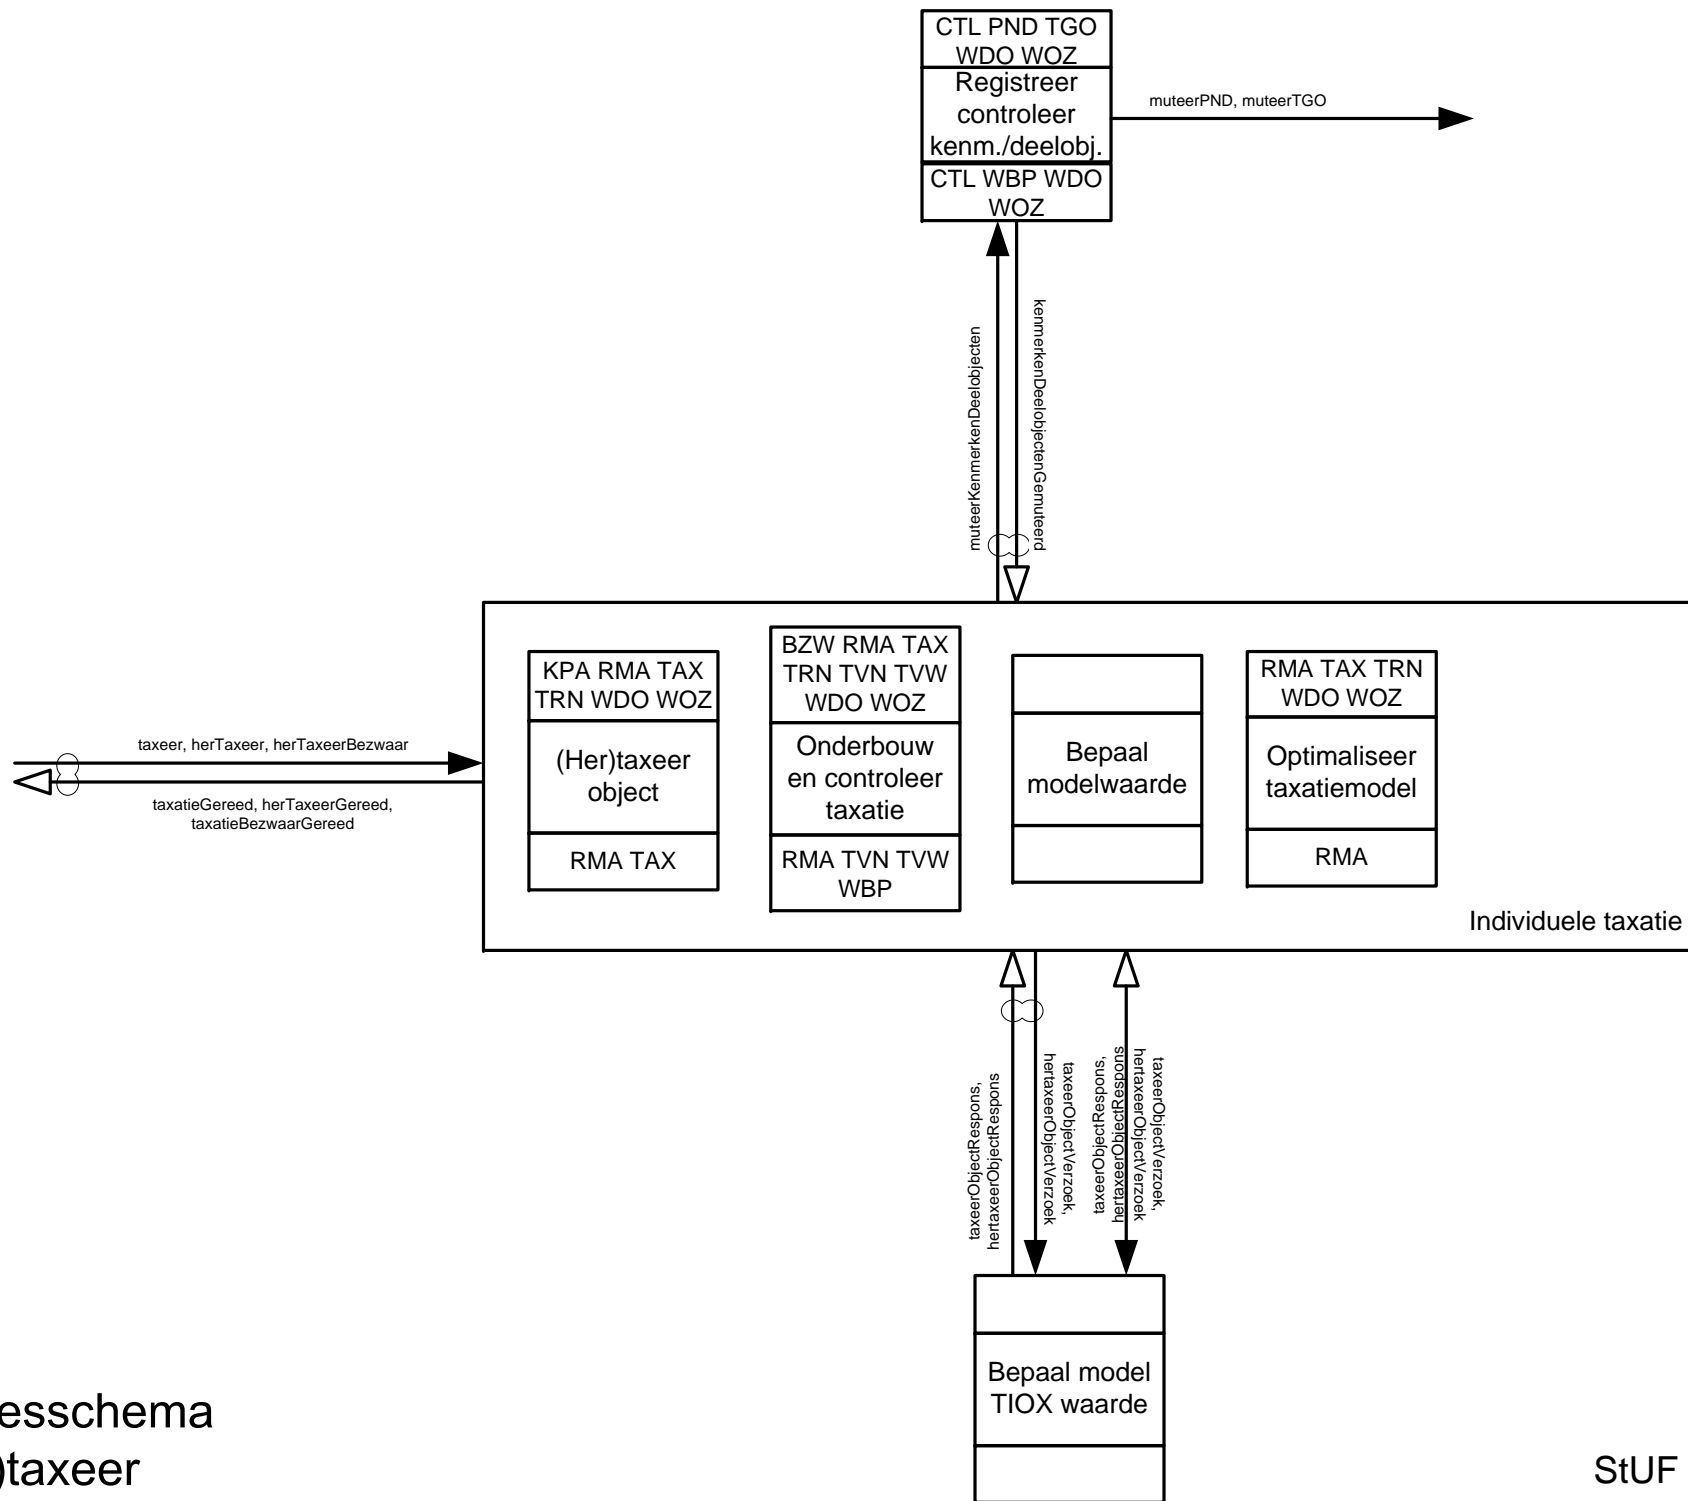 CTL PND TGO
WDO WOZ
Registreer
controleer
kenm./deelobj.
CTL WBP WDO
WOZ
muteerPND, muteerTGO
muteerKenmerkenDeelobjecten
kenmerkenDeelobjectenGemuteerd
KPA RMA TAX
TRN WDO WOZ
(Her)taxeer
object
RMA TAX
BZW RMA TAX
TRN TVN TVW
WDO WOZ
Onderbouw
en controleer
taxatie
RMA TVN TVW
WBP
Bepaal
modelwaarde
RMA TAX TRN
WDO WOZ
Optimaliseer
taxatiemodel
RMA
Individuele taxatie
taxeer, herTaxeer, herTaxeerBezwaar
taxatieGereed, herTaxeerGereed,
taxatieBezwaarGereed
taxeerObjectRespons,
hertaxeerObjectRespons
taxeerObjectVerzoek,
hertaxeerObjectVerzoek
taxeerObjectRespons,
hertaxeerObjectRespons
taxeerObjectVerzoek,
hertaxeerObjectVerzoek
Bepaal model
TIOX waarde
esschema
)taxeer
StUF